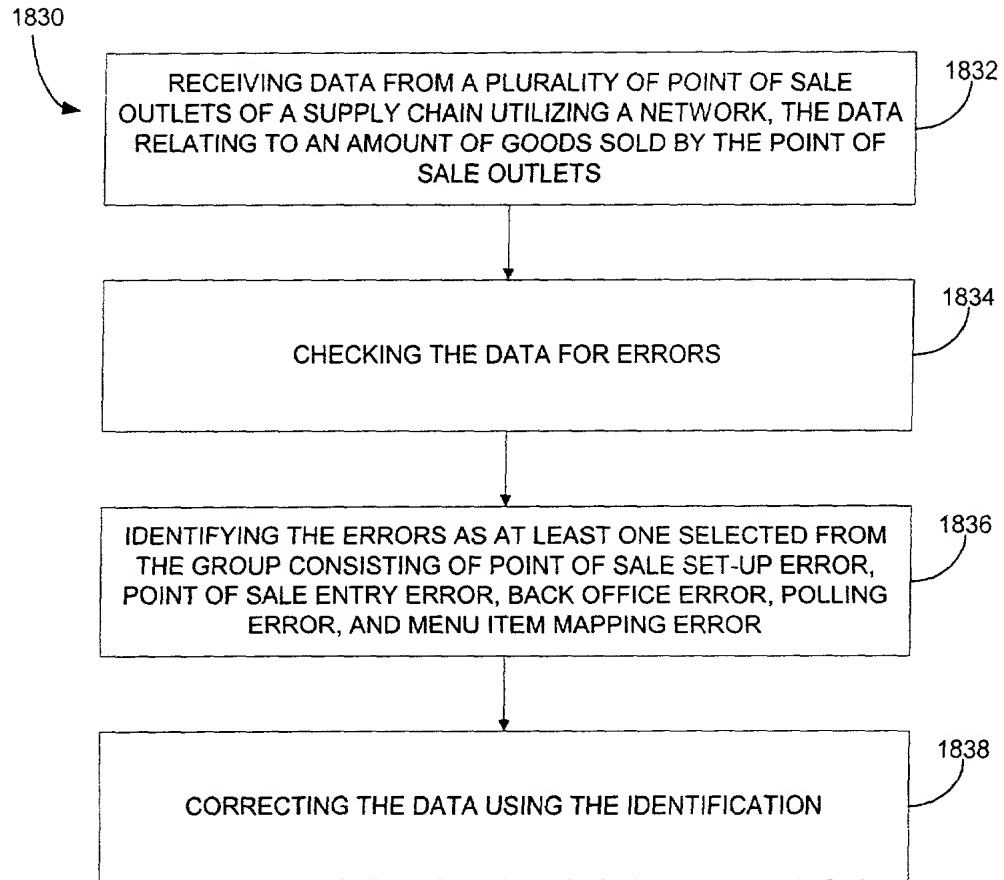 1830
RECEIVING DATA FROM A PLURALITY OF POINT OF SALE
OUTLETS OF A SUPPLY CHAIN UTILIZING A NETWORK, THE DATA
RELATING TO AN AMOUNT OF GOODS SOLD BY THE POINT OF
SALE OUTLETS
1832
CHECKING THE DATA FOR ERRORS
1834
IDENTIFYING THE ERRORS AS AT LEAST ONE SELECTED FROM
THE GROUP CONSISTING OF POINT OF SALE SET-UP ERROR,
POINT OF SALE ENTRY ERROR, BACK OFFICE ERROR, POLLING
ERROR, AND MENU ITEM MAPPING ERROR
1836
CORRECTING THE DATA USING THE IDENTIFICATION
1838